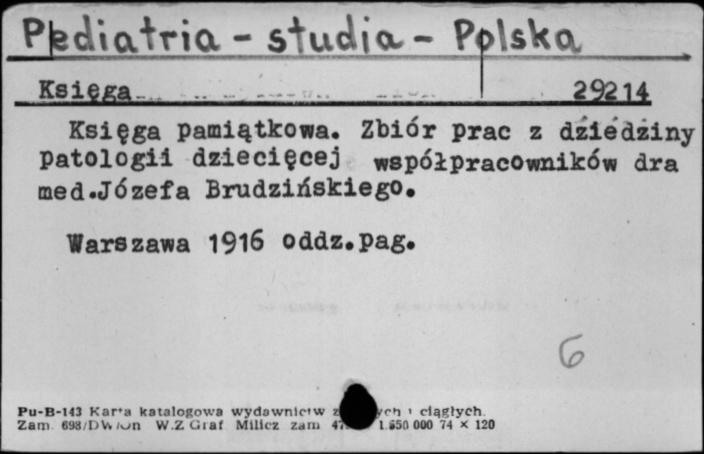 Pediatria - studia - Polska
Księga 29214
Księga pamiątkowa. Zbiór prac z dziedziny
patologii dziecięcej współpracowników dra
med.Józefa Brudzińskiego.
Warszawa 1916 oddz.pag.
6
Pu-B-143 Karta katalogowa wydawnictw i ciągłych.
Zam. 698/ W.Z Graf Milicz zam 1.650 000 74 × 120